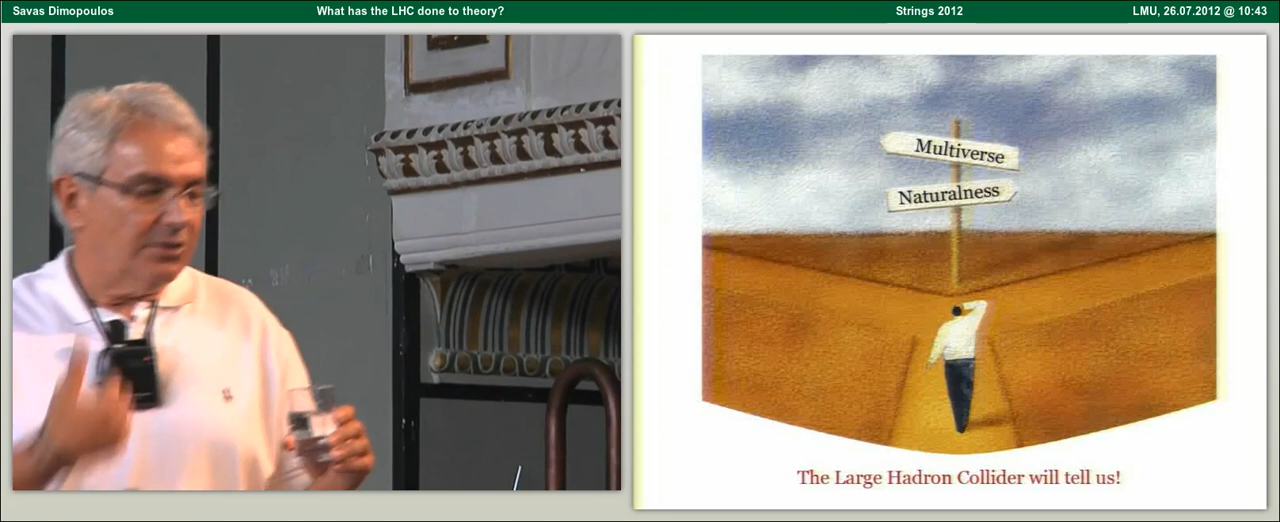 Savas Dimopoulos
What has the LHC done to theory?
Strings 2012
LMU, 26.07.2012 @ 10:43
Multiverse
Naturalness
The Large Hadron Collider will tell us!